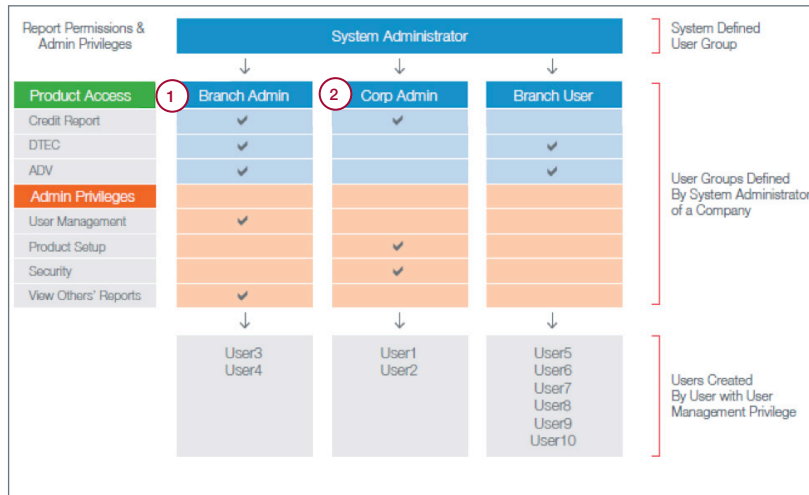 Report Permissions &
Admin Privileges
System Administrator
System Defined
User Group
Product Access
1
Branch Admin
2
Corp Admin
Branch User
Credit Report
DTEC
ADV
Admin Privileges
User Management
Product Setup
Security
View Others' Reports
User Groups Defined
By System Administrator
of a Company
User3
User4
User1
User2
User5
User6
User7
User8
User9
User10
Users Created
By User with User
Management Privilege